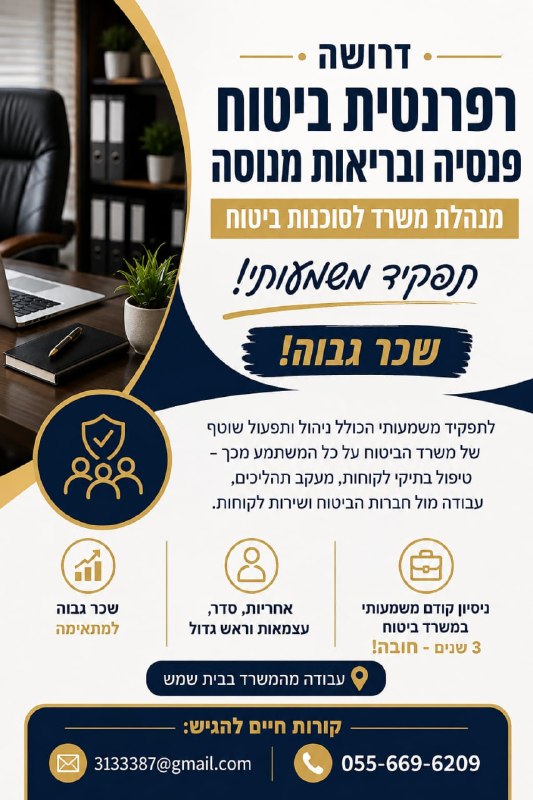 דרושה
רפרנטית ביטוח
פנסיה ובריאות מנוסה
מנהלת משרד לסוכנות ביטוח
תפקיד משמעותי!
שכר גבוה!
לתפקיד משמעותי הכולל ניהול ותפעול שוטף
של משרד הביטוח על כל המשתמע מכך –
טיפול בתיקי לקוחות, מעקב תהליכים,
עבודה מול חברות הביטוח ושירות לקוחות.
ניסיון קודם משמעותי
במשרד ביטוח
3 שנים - חובה!
אחריות, סדר,
עצמאות וראש גדול
שכר גבוה
למתאימה
עבודה מהמשרד בבית שמש
קורות חיים להגיש:
055-669-6209
3133387@gmail.com